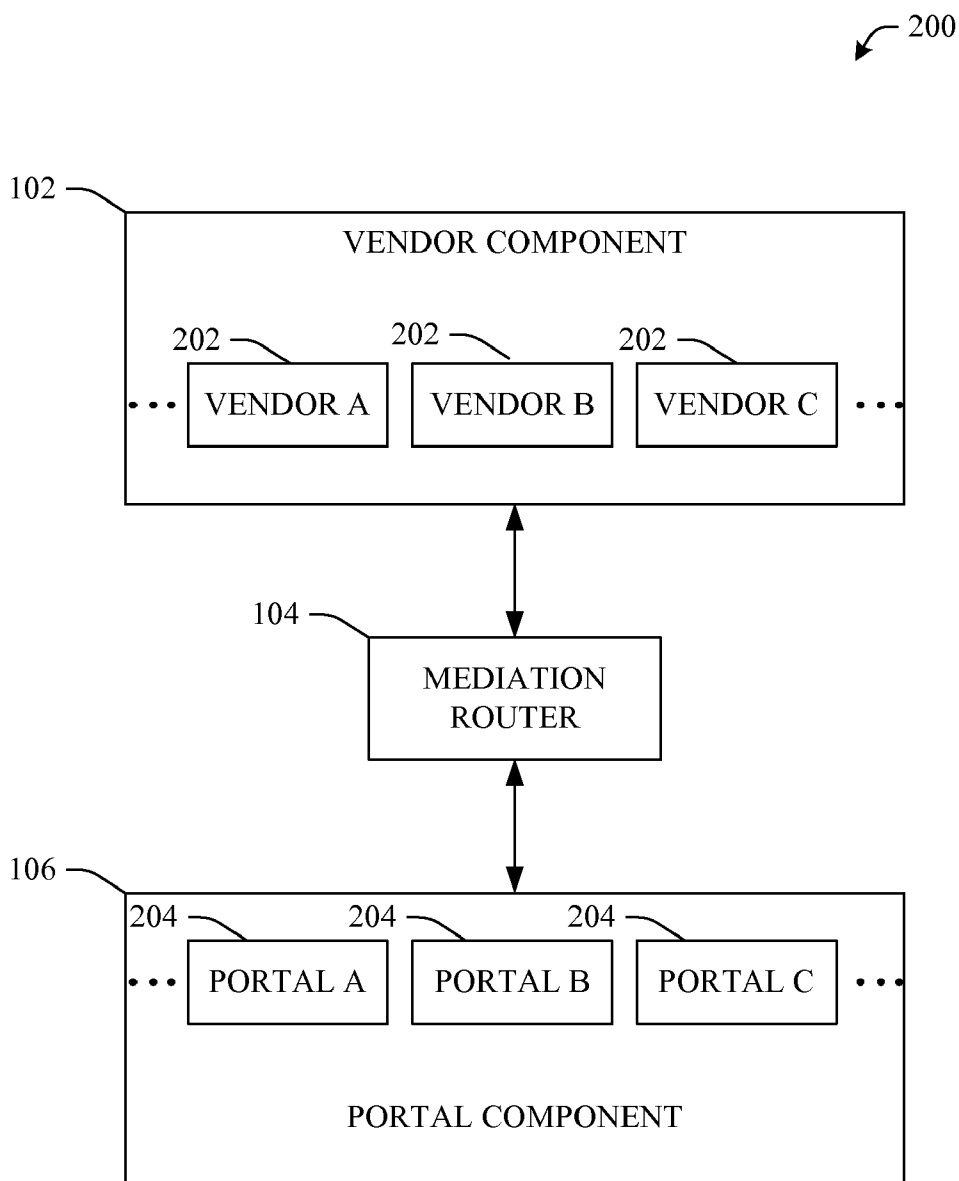 200
102
VENDOR COMPONENT
202
202
202
VENDOR A
VENDOR B
VENDOR C
104
MEDIATION
ROUTER
106
204
204
204
PORTAL A
PORTAL B
PORTAL C
PORTAL COMPONENT